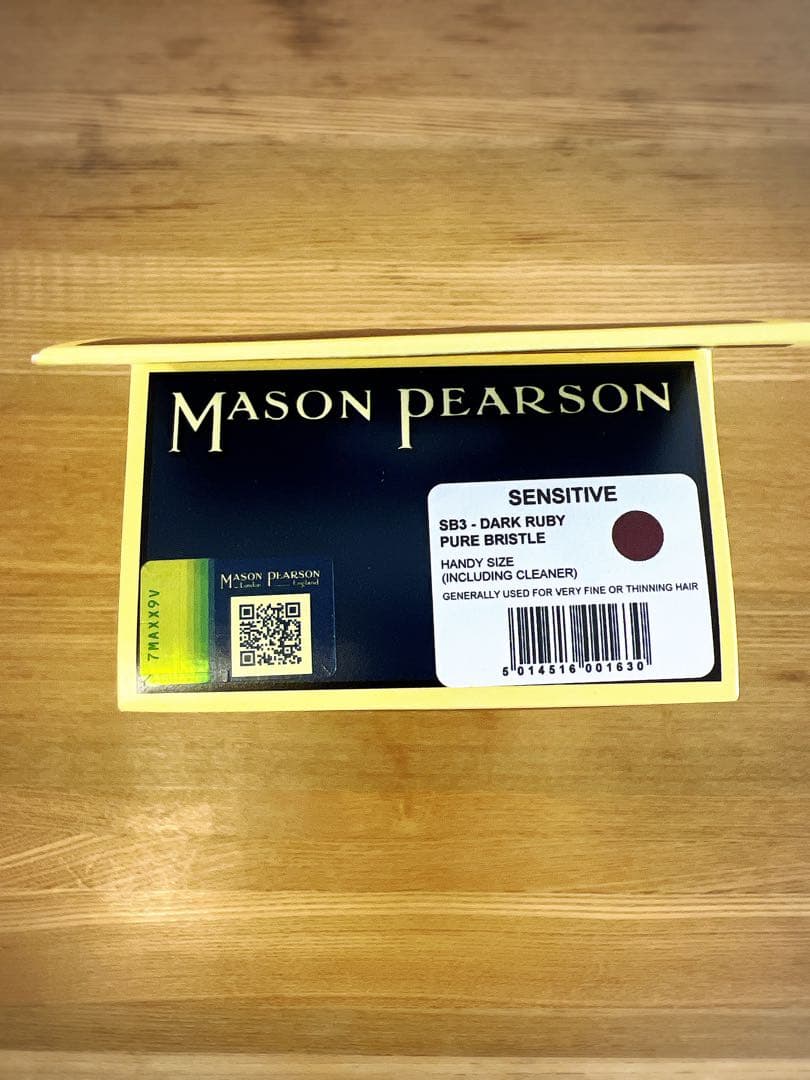 MASON PEARSON
SENSITIVE
SB3 - DARK RUBY
PURE BRISTLE
HANDY SIZE
(INCLUDING CLEANER)
GENERALLY USED FOR VERY FINE OR THINNING HAIR
5 014516 001630
7MAXX9V
MASON PEARSON
London England